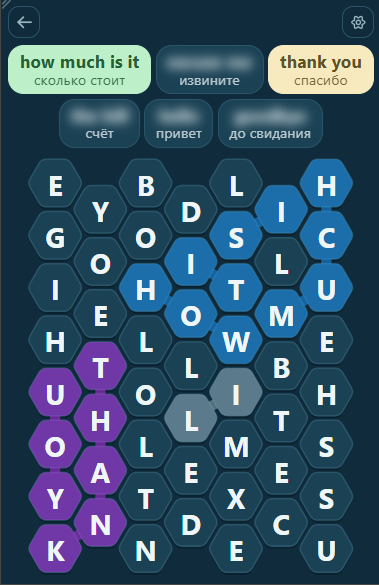 how much is it
сколько стоит
извините
thank you
спасибо
счёт
привет
до свидания
E B L H
Y D I
G O S C
O I L
I H T U
E O M
H L W E
T L B
U O I H
H L T
O L M S
A E E
Y T X S
N D C
K N E U